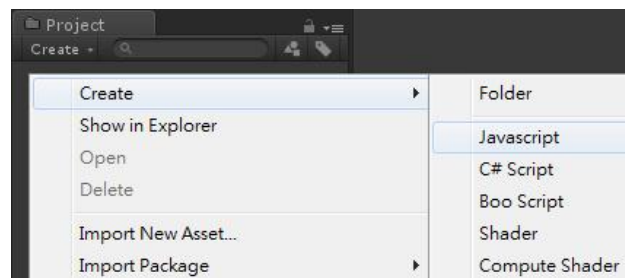 Project
Create
Create
Show in Explorer
Open
Delete
Import New Asset...
Import Package
Folder
Javascript
C# Script
Boo Script
Shader
Compute Shader